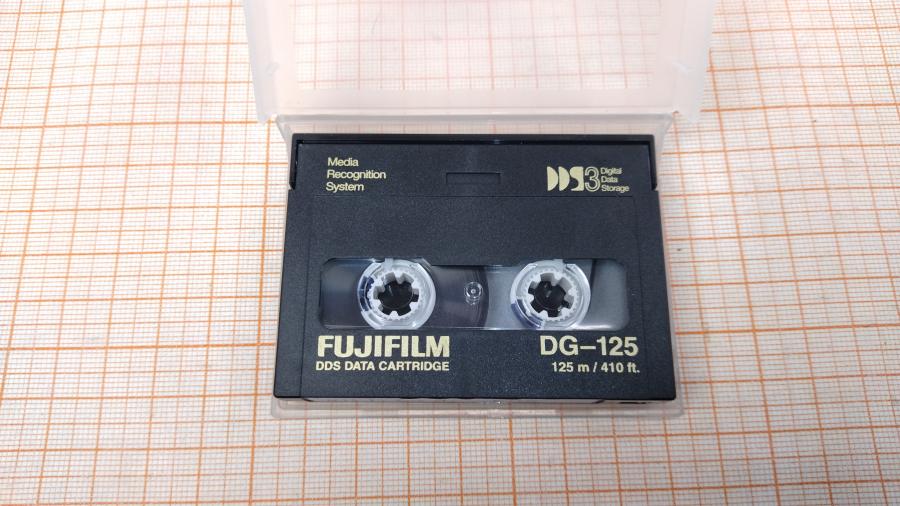 Media
Recognition
System
DDS3 Digital
Data
Storage
FUJIFILM
DDS DATA CARTRIDGE
DG-125
125 m / 410 ft.